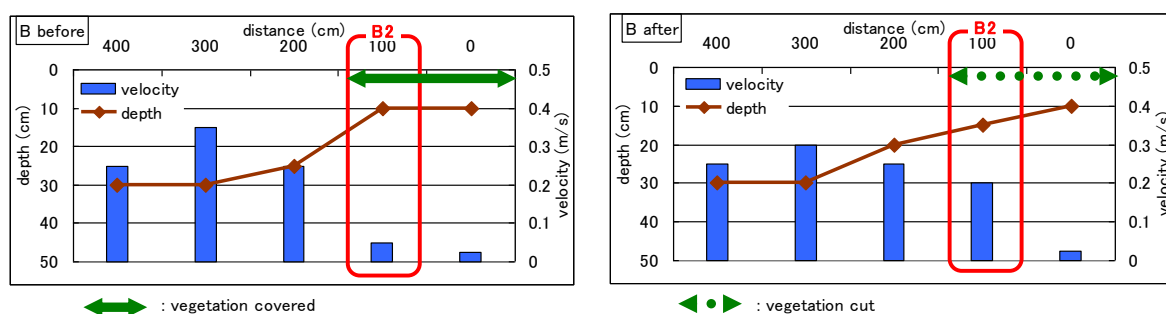 B before
distance (cm)
B2
400 300 200 100 0
0 0.5
10 0.4
20 0.3
30 0.2
40 0.1
50 0
depth (cm)
velocity (m/s)
velocity
depth
: vegetation covered
B after
distance (cm)
B2
400 300 200 100 0
0 0.5
10 0.4
20 0.3
30 0.2
40 0.1
50 0
depth (cm)
velocity (m/s)
velocity
depth
: vegetation cut